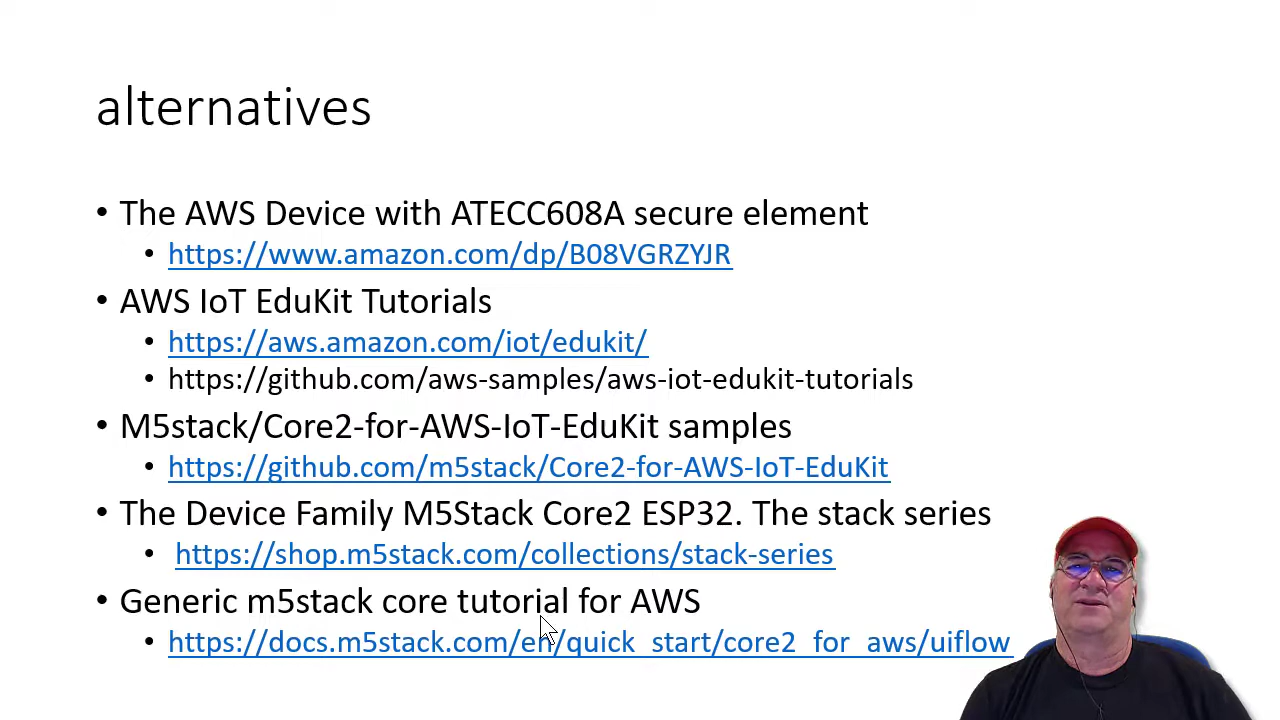 alternatives
• The AWS Device with ATECC608A secure element
• https://www.amazon.com/dp/B08VGRZYJR
• AWS IoT EduKit Tutorials
• https://aws.amazon.com/iot/edukit/
• https://github.com/aws-samples/aws-iot-edukit-tutorials
• M5stack/Core2-for-AWS-IoT-EduKit samples
• https://github.com/m5stack/Core2-for-AWS-IoT-EduKit
• The Device Family M5Stack Core2 ESP32. The stack series
• https://shop.m5stack.com/collections/stack-series
• Generic m5stack core tutorial for AWS
• https://docs.m5stack.com/en/quick_start/core2_for_aws/uiflow